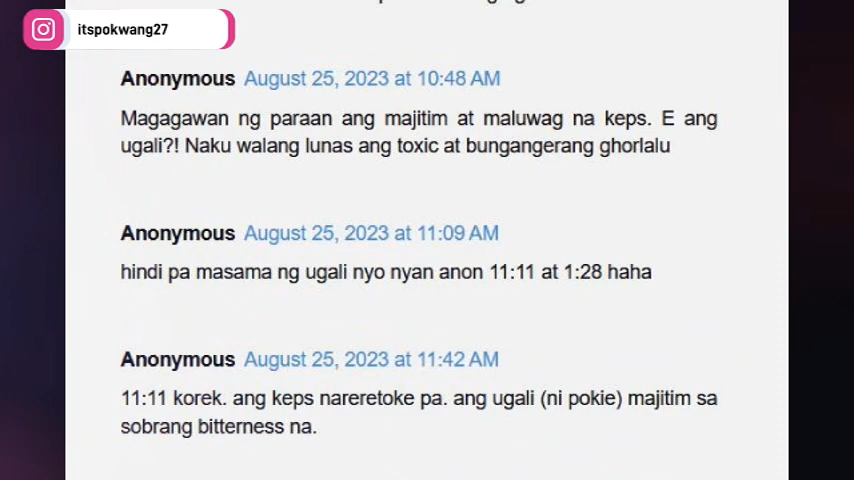 itspokwang27
Anonymous August 25, 2023 at 10:48 AM
Magagawan ng paraan ang majitim at maluwag na keps. E ang
ugali?! Naku walang lunas ang toxic at bungangerang ghorlalu
Anonymous August 25, 2023 at 11:09 AM
hindi pa masama ng ugali nyo nyan anon 11:11 at 1:28 haha
Anonymous August 25, 2023 at 11:42 AM
11:11 korek. ang keps nareretoke pa. ang ugali (ni pokie) majitim sa
sobrang bitterness na.